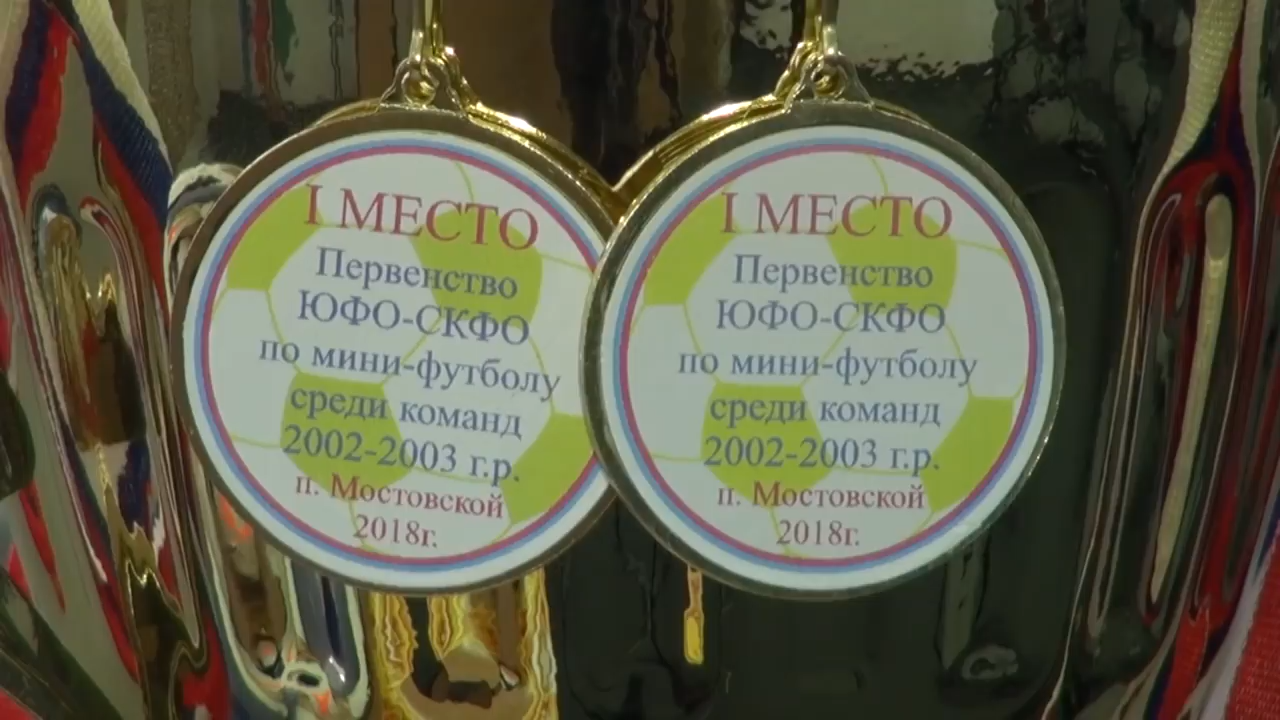 I МЕСТО
Первенство
ЮФО-СКФО
по мини-футболу
среди команд
2002-2003 г.р.
п. Мостовской
2018г.
I МЕСТО
Первенство
ЮФО-СКФО
по мини-футболу
среди команд
2002-2003 г.р.
п. Мостовской
2018г.